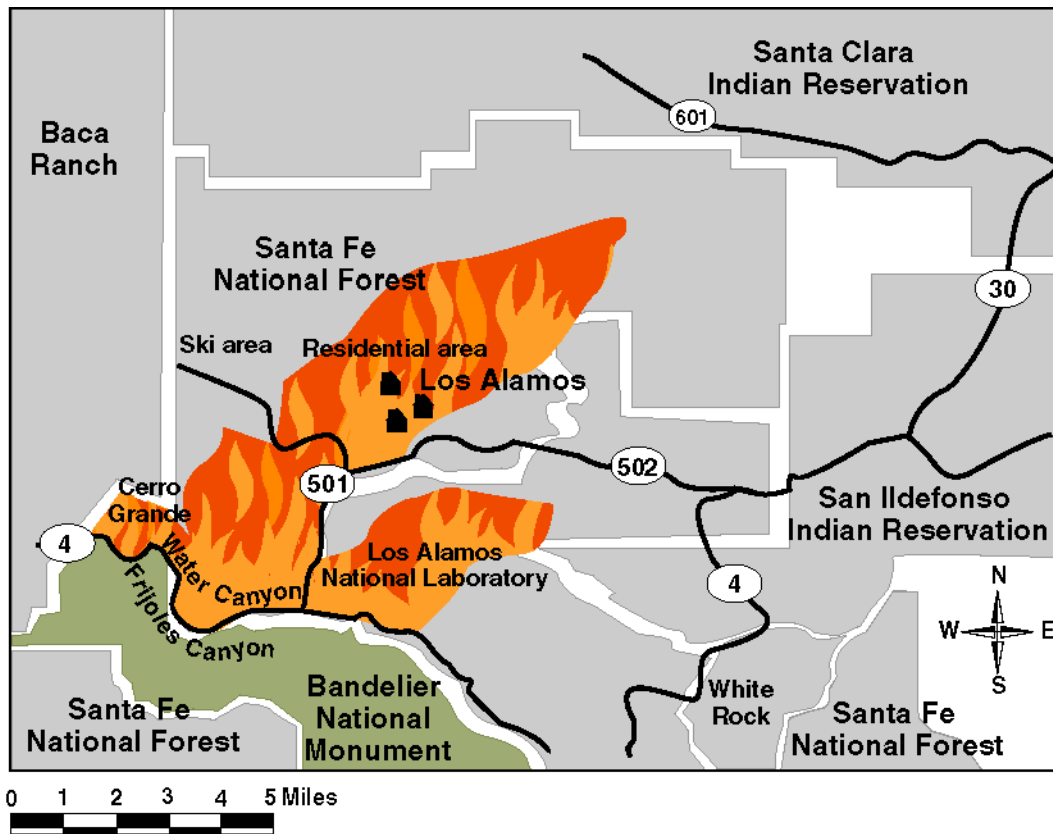 Santa Clara
Indian Reservation
601
Baca
Ranch
Santa Fe
National Forest
30
Ski area
Residential area
Los Alamos
502
501
Cerro
Grande
San Ildefonso
Indian Reservation
4
Water Canyon
Los Alamos
National Laboratory
4
Frijoles Canyon
N
W
E
S
Bandelier
National
Monument
White
Rock
Santa Fe
National Forest
Santa Fe
National Forest
0 1 2 3 4 5 Miles